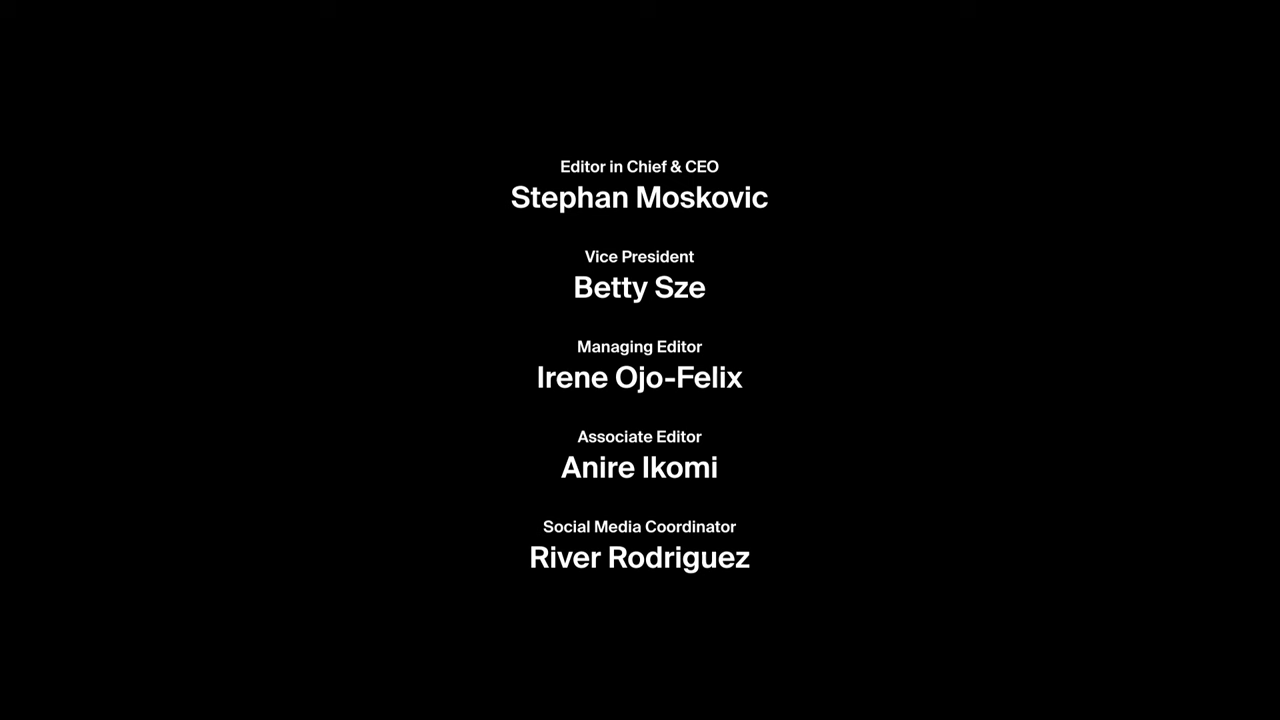 Editor in Chief & CEO
Stephan Moskovic
Vice President
Betty Sze
Managing Editor
Irene Ojo-Felix
Associate Editor
Anire Ikomi
Social Media Coordinator
River Rodriguez